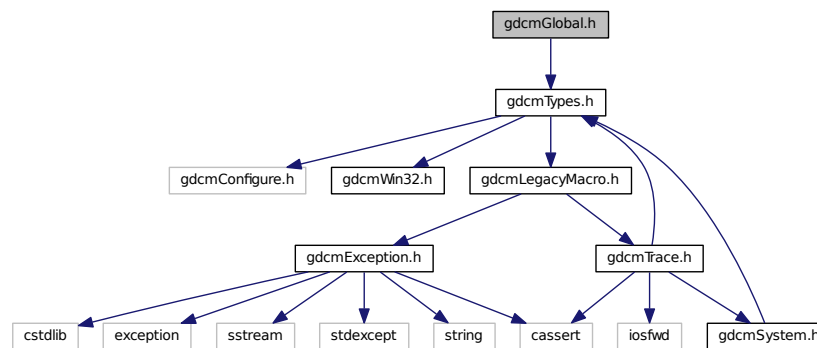 gdcmGlobal.h
gdcmTypes.h
gdcmConfigure.h
gdcmWin32.h
gdcmLegacyMacro.h
gdcmException.h
gdcmTrace.h
cstdlib
exception
sstream
stdexcept
string
cassert
iosfwd
gdcmSystem.h